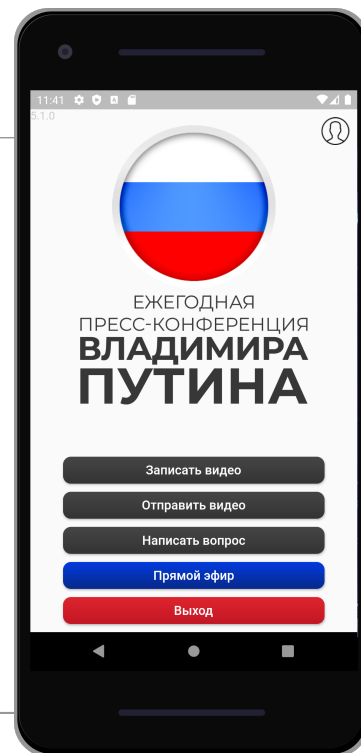 11:41
5.1.0
ЕЖЕГОДНАЯ
ПРЕСС-КОНФЕРЕНЦИЯ
ВЛАДИМИРА
ПУТИНА
Записать видео
Отправить видео
Написать вопрос
Прямой эфир
Выход